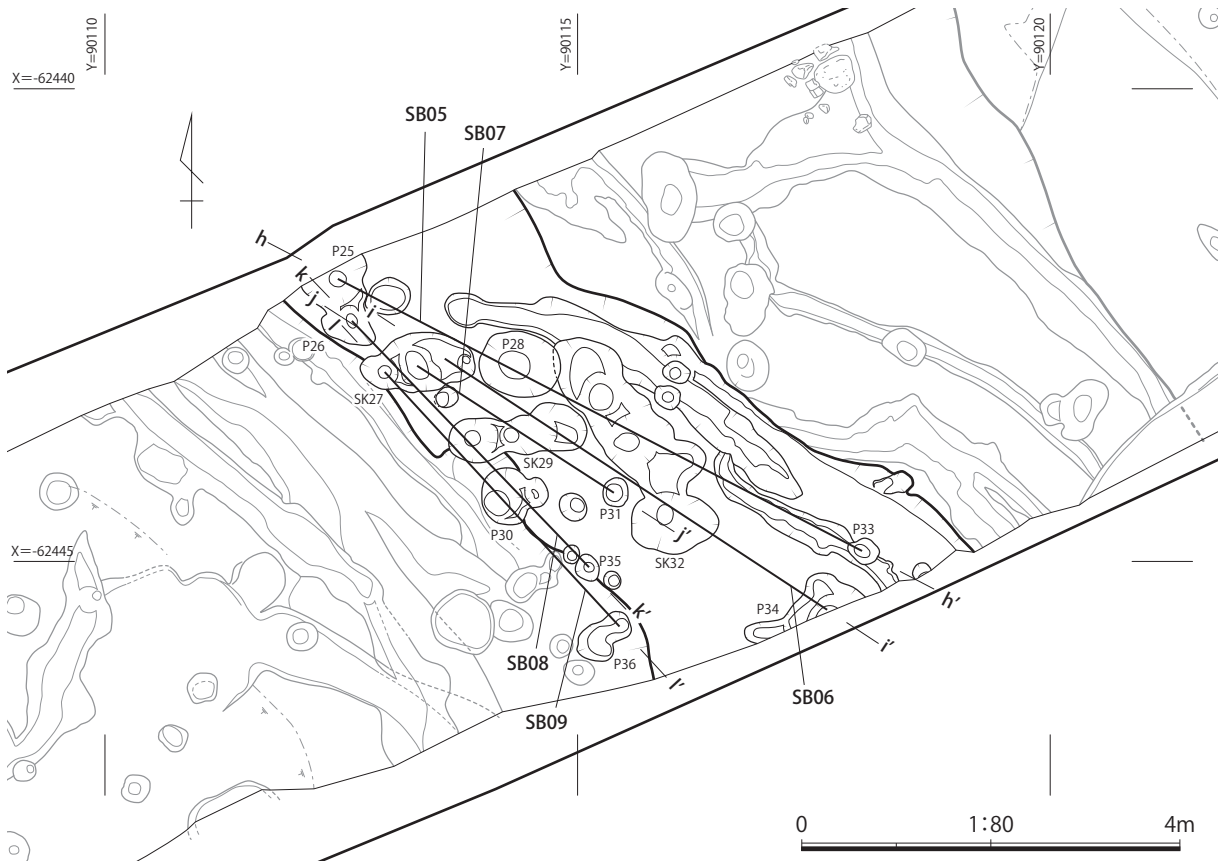 Y=90110
Y=90115
Y=90120
X=-62440
SB05
SB07
h
P25
k
j
i
l
P28
P26
SK27
SK29
P31
P30
j'
SK32
P33
X=-62445
P35
h'
k'
P34
i'
SB08
P36
l'
SB06
SB09
0 1:80 4m